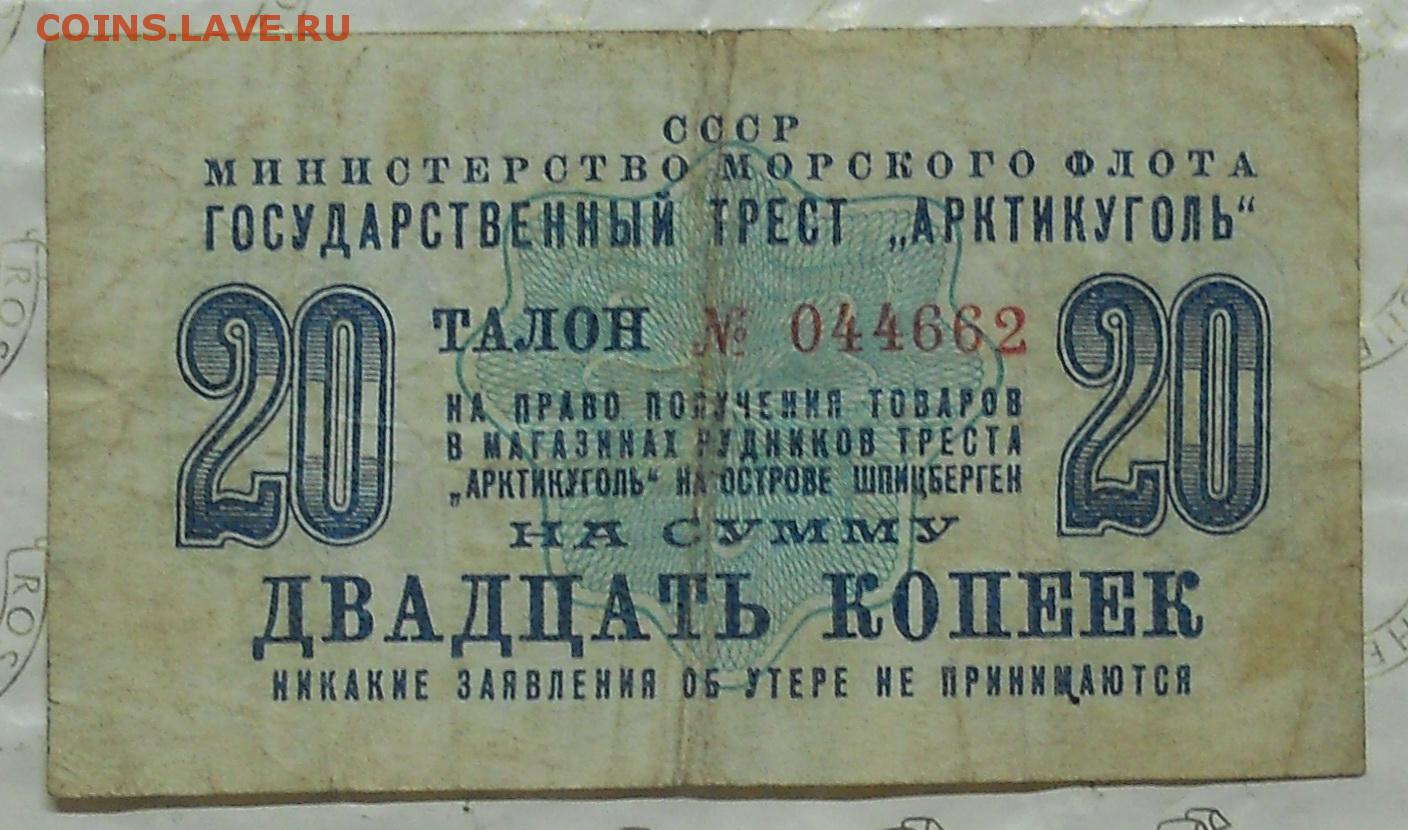 COINS.LAVE.RU
СССР
МИНИСТЕРСТВО МОРСКОГО ФЛОТА
ГОСУДАРСТВЕННЫЙ ТРЕСТ „АРКТИКУГОЛЬ“
20 ТАЛОН № 044662 20
НА ПРАВО ПОЛУЧЕНИЯ ТОВАРОВ
В МАГАЗИНАХ РУДНИКОВ ТРЕСТА
„АРКТИКУГОЛЬ“ НА ОСТРОВЕ ШПИЦБЕРГЕН
НА СУММУ
ДВАДЦАТЬ КОПЕЕК
НИКАКИЕ ЗАЯВЛЕНИЯ ОБ УТЕРЕ НЕ ПРИНИМАЮТСЯ